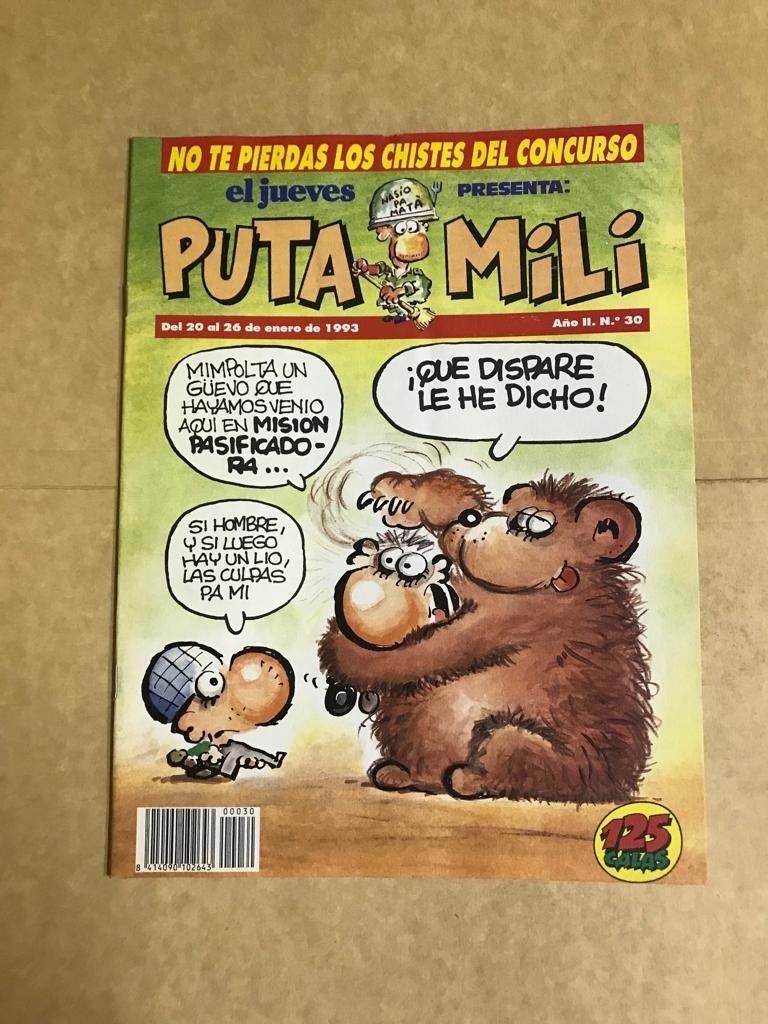 NO TE PIERDAS LOS CHISTES DEL CONCURSO
el jueves PRESENTA:
NASÍO
PA
MATÁ
PUTA MiLi
Del 20 al 26 de enero de 1993
Año II. N.º 30
MIMPOLTA UN
GÜEVO QUE
HAYAMOS VENIO
AQUI EN MISION
PASIFICADO-
RA...
¡QUE DISPARE
LE HE DICHO!
SI HOMBRE,
Y SI LUEGO
HAY UN LIO,
LAS CULPAS
PA MI
00030
8 414090 102643
125
CALAS